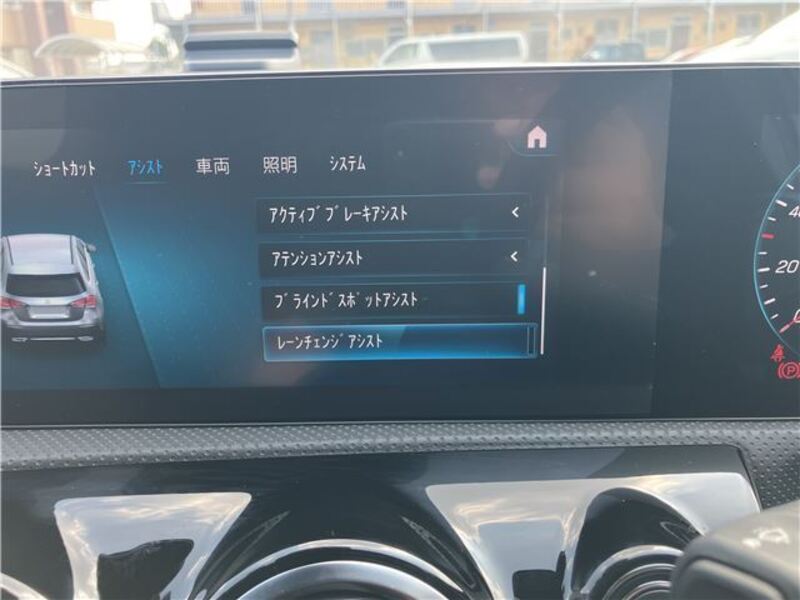 ショートカット アシスト 車両 照明 システム
アクティブブレーキアシスト
アテンションアシスト
ブラインドスポットアシスト
レーンチェンジアシスト
20
0
P